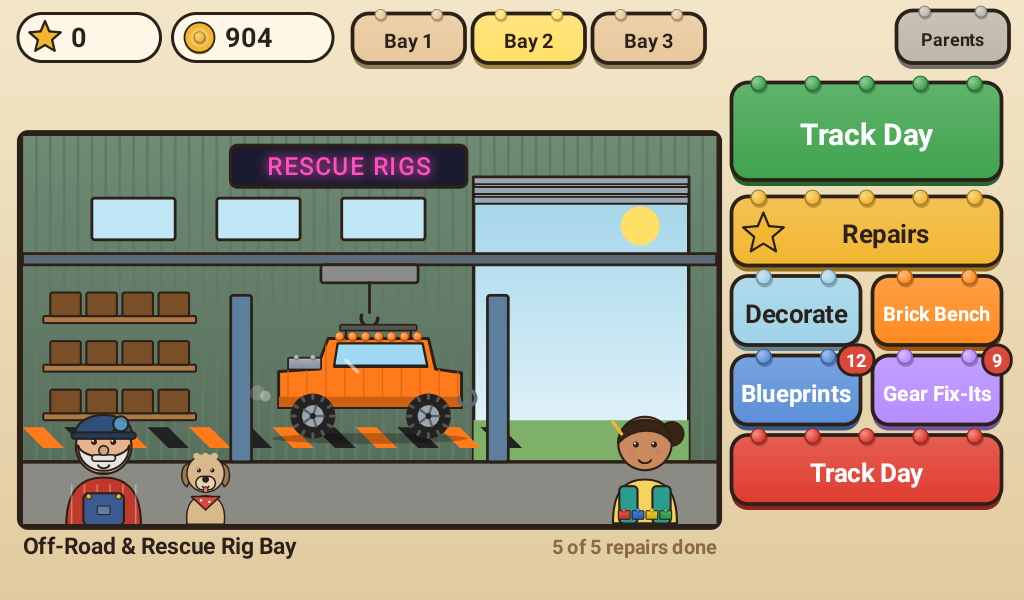 0
904
Bay 1
Bay 2
Bay 3
Parents
RESCUE RIGS
Track Day
Repairs
Decorate
Brick Bench
Blueprints
12
Gear Fix-Its
9
Track Day
Off-Road & Rescue Rig Bay
5 of 5 repairs done